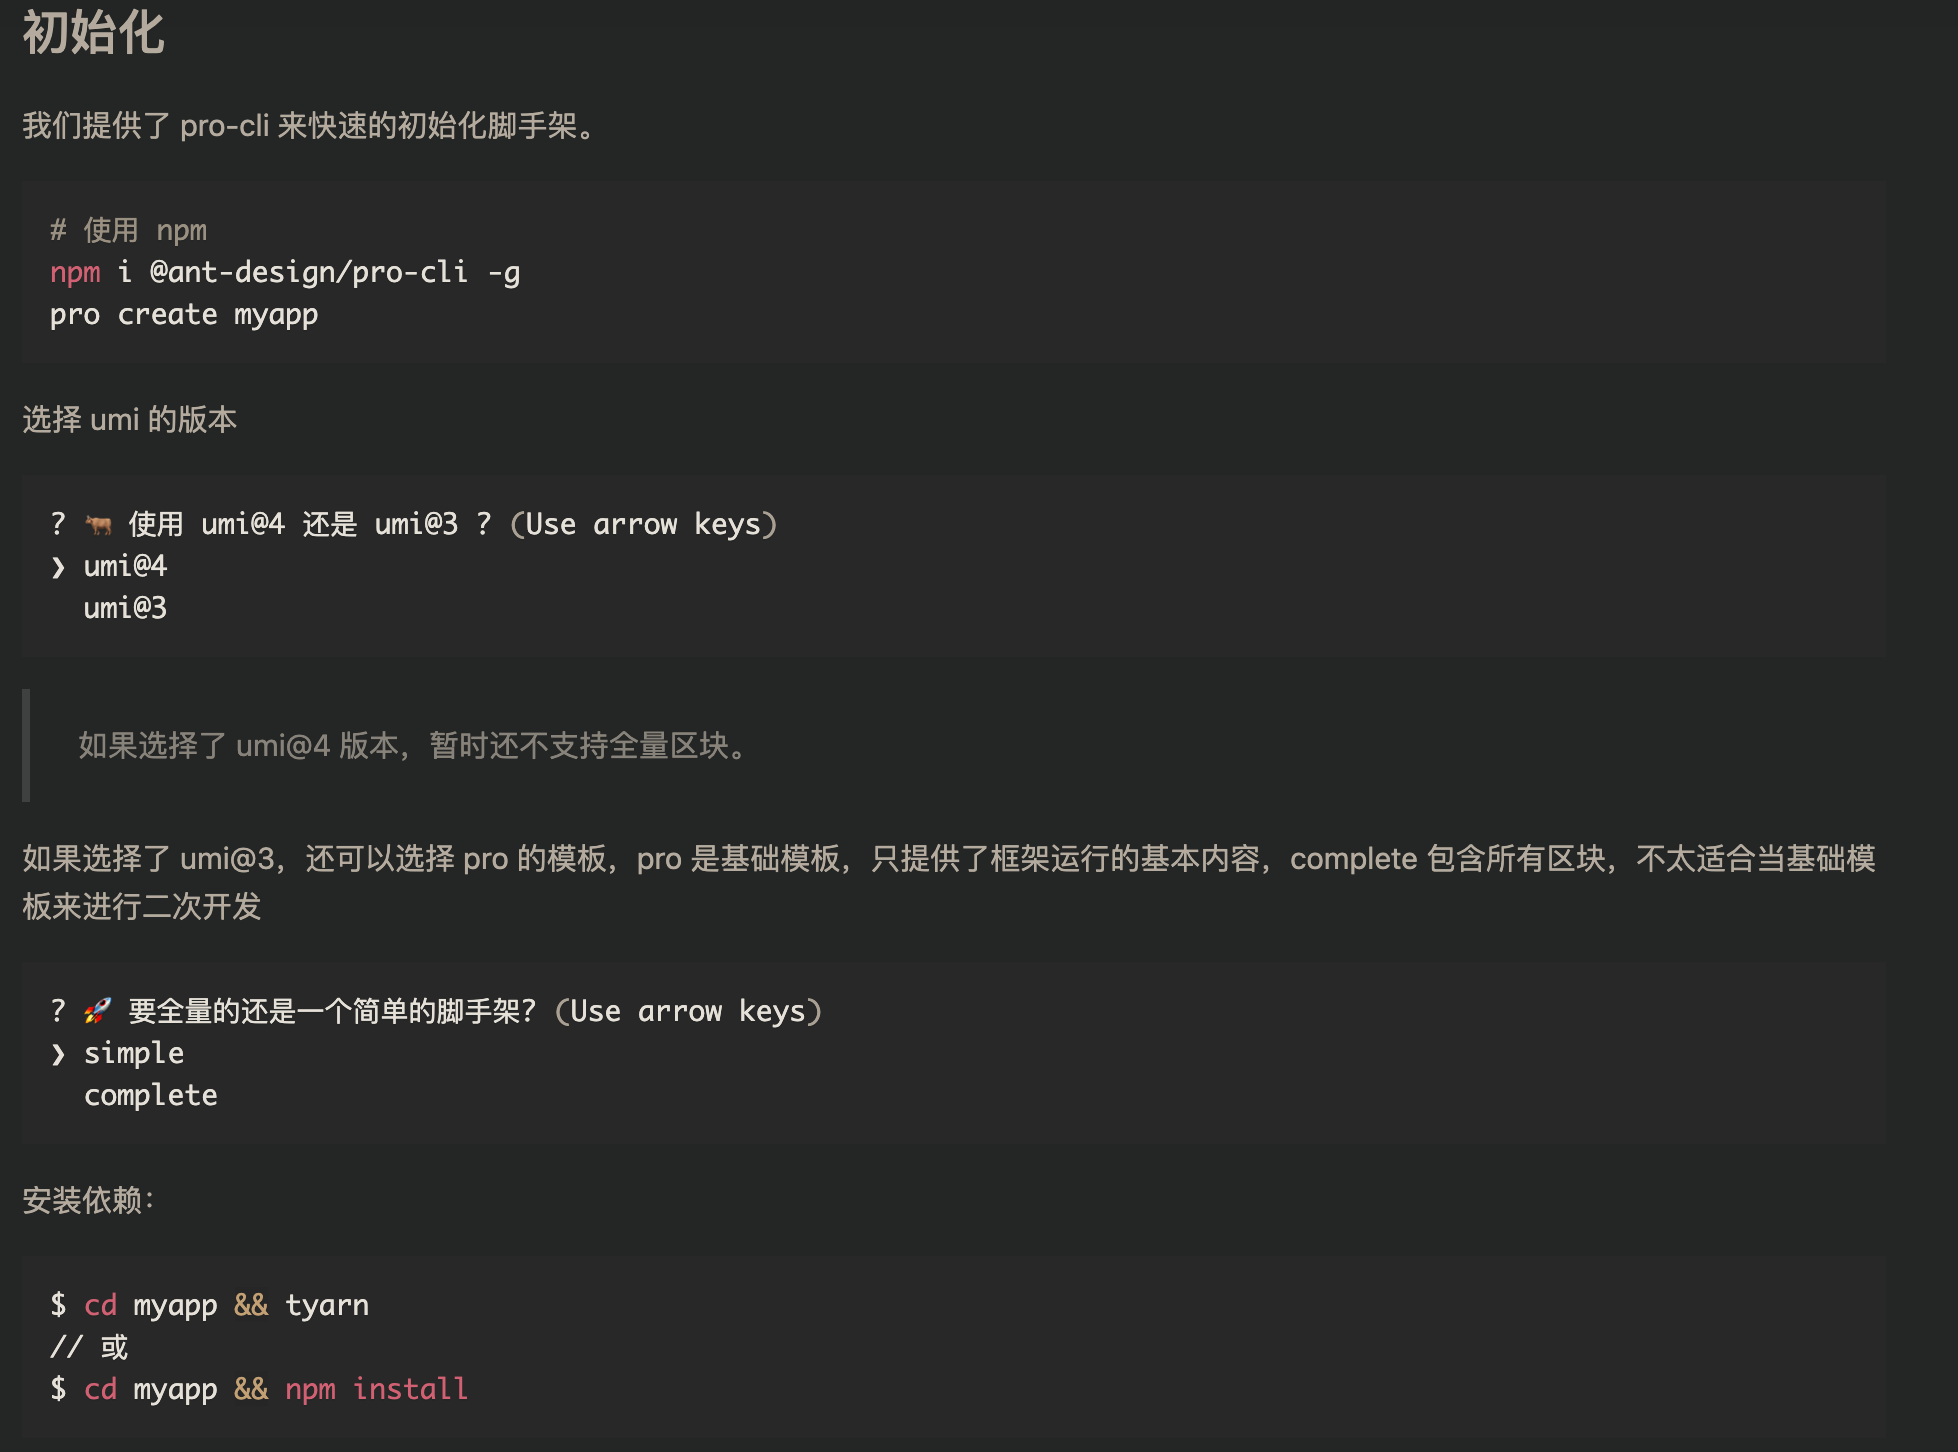 初始化
我们提供了 pro-cli 来快速的初始化脚手架。
# 使用 npm
npm i @ant-design/pro-cli -g
pro create myapp
选择 umi 的版本
? 🐂 使用 umi@4 还是 umi@3 ? (Use arrow keys)
❯ umi@4
  umi@3
如果选择了 umi@4 版本，暂时还不支持全量区块。
如果选择了 umi@3，还可以选择 pro 的模板，pro 是基础模板，只提供了框架运行的基本内容，complete 包含所有区块，不太适合当基础模
板来进行二次开发
? 🚀 要全量的还是一个简单的脚手架? (Use arrow keys)
❯ simple
  complete
安装依赖：
$ cd myapp && tyarn
// 或
$ cd myapp && npm install